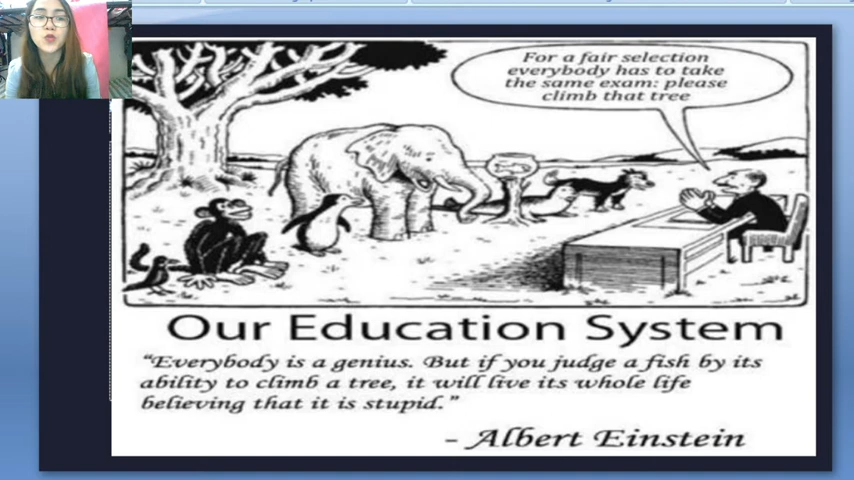 For a fair selection
everybody has to take
the same exam: please
climb that tree
Our Education System
“Everybody is a genius. But if you judge a fish by its
ability to climb a tree, it will live its whole life
believing that it is stupid.”
- Albert Einstein